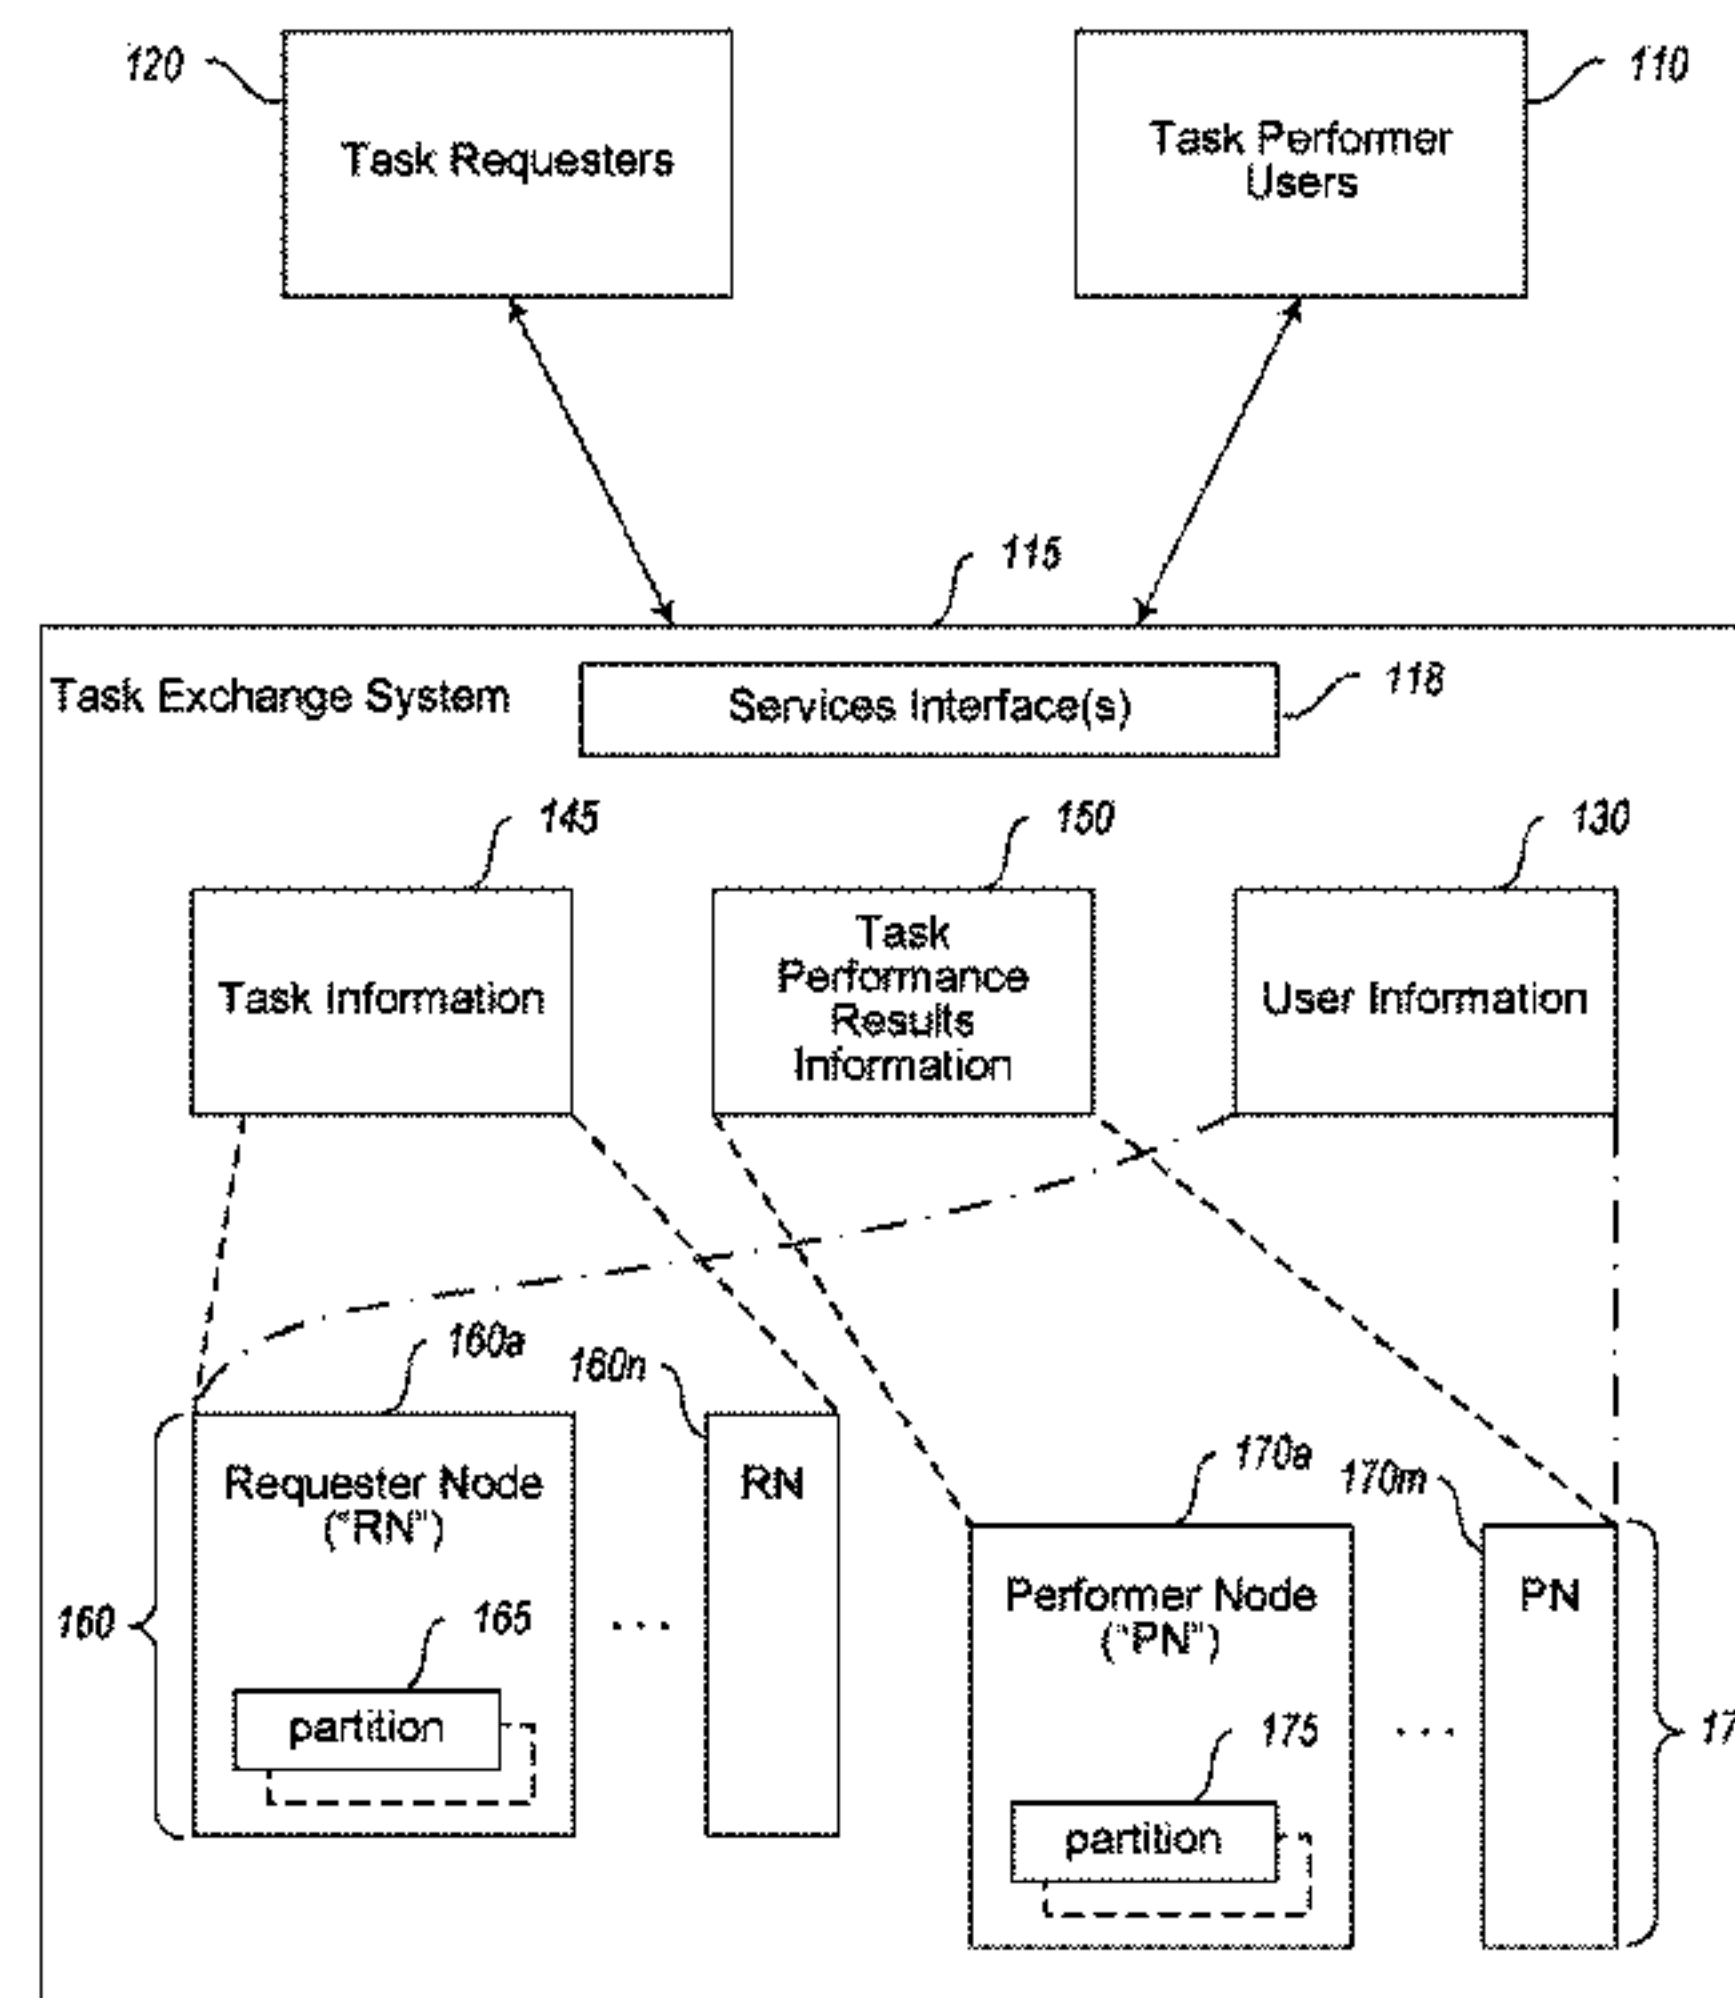 120
110
Task Requesters
Task Performer
Users
115
Task Exchange System
Services Interface(s)
118
145
150
130
Task Information
Task
Performance
Results
Information
User Information
160a
160n
170a
170m
Requester Node
("RN")
RN
Performer Node
("PN")
PN
160
165
partition
. . .
175
partition
. . .
17